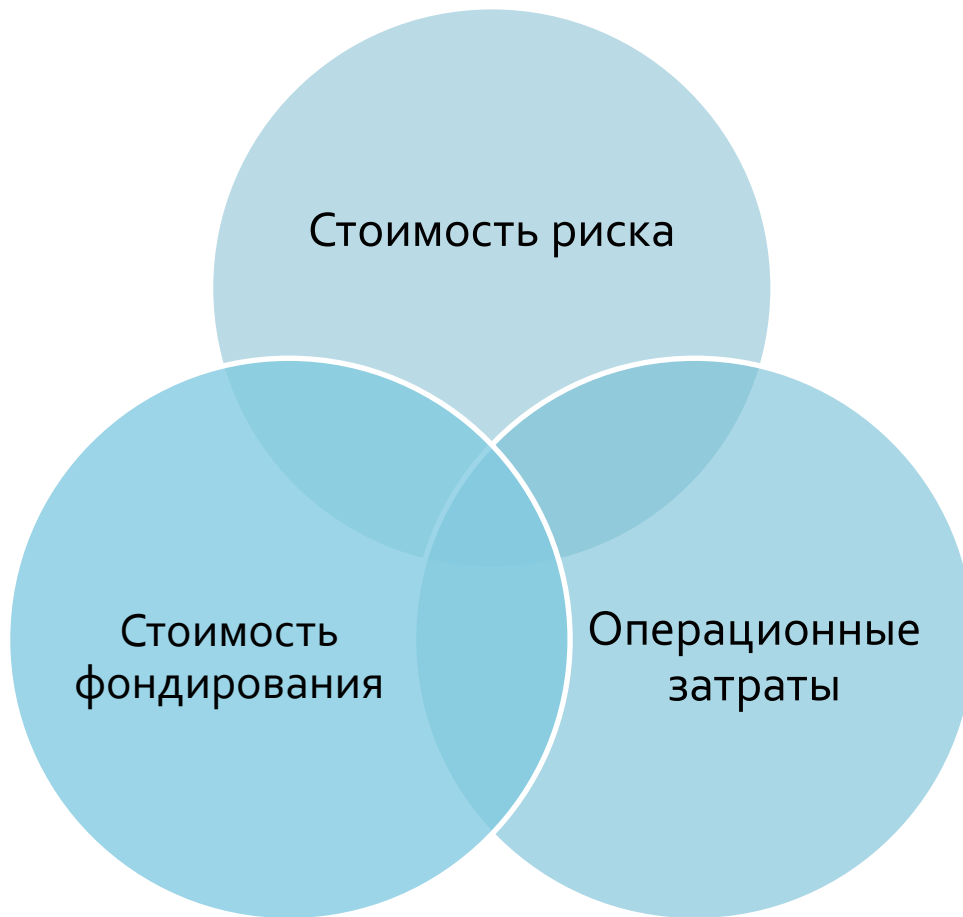 Стоимость риска
Стоимость
фондирования
Операционные
затраты